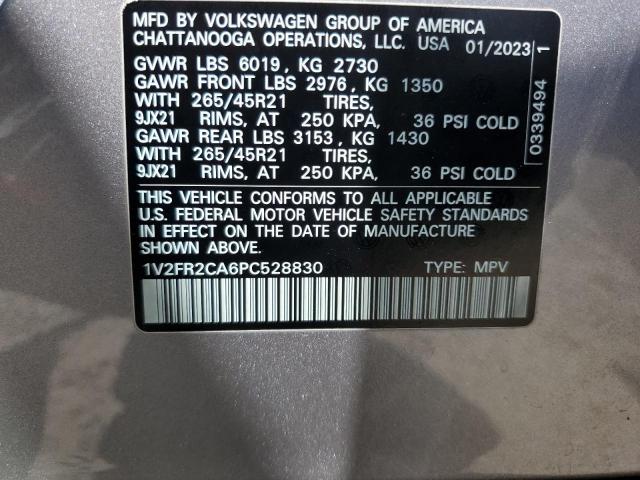 MFD BY VOLKSWAGEN GROUP OF AMERICA
CHATTANOOGA OPERATIONS, LLC. USA 01/2023
GVWR LBS 6019, KG 2730
GAWR FRONT LBS 2976, KG 1350
WITH 265/45R21 TIRES,
9JX21 RIMS, AT 250 KPA, 36 PSI COLD
GAWR REAR LBS 3153, KG 1430
WITH 265/45R21 TIRES,
9JX21 RIMS, AT 250 KPA, 36 PSI COLD
THIS VEHICLE CONFORMS TO ALL APPLICABLE
U.S. FEDERAL MOTOR VEHICLE SAFETY STANDARDS
IN EFFECT ON THE DATE OF MANUFACTURE
SHOWN ABOVE.
1V2FR2CA6PC528830 TYPE: MPV
0339494 1